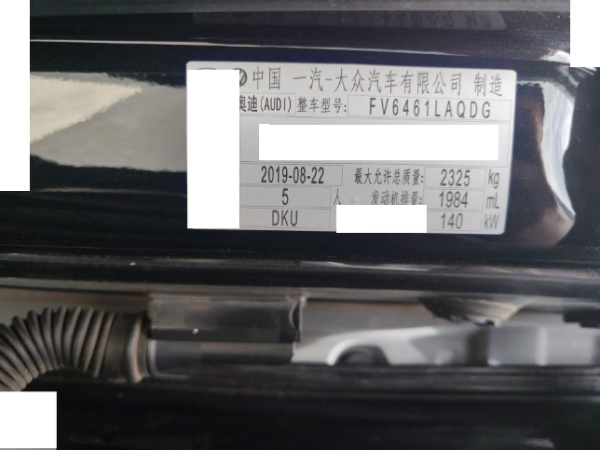 中国 一汽-大众汽车有限公司 制造
奥迪(AUDI) 整车型号: FV6461LAQDG
2019-08-22 最大允许总质量: 2325 kg
5 人 发动机排量: 1984 mL
DKU 140 kW